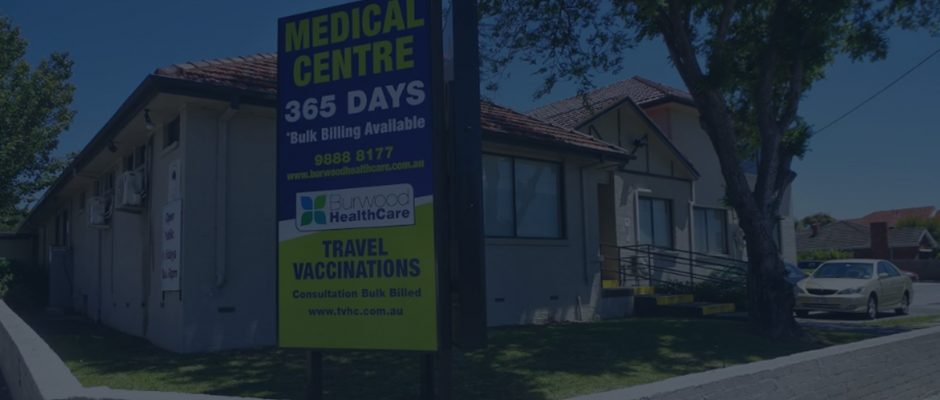 MEDICAL
CENTRE
365 DAYS
*Bulk Billing Available
9888 8177
www.burwoodhealthcare.com.au
Burwood
HealthCare
TRAVEL
VACCINATIONS
Consultation Bulk Billed
www.tvhc.com.au
Open